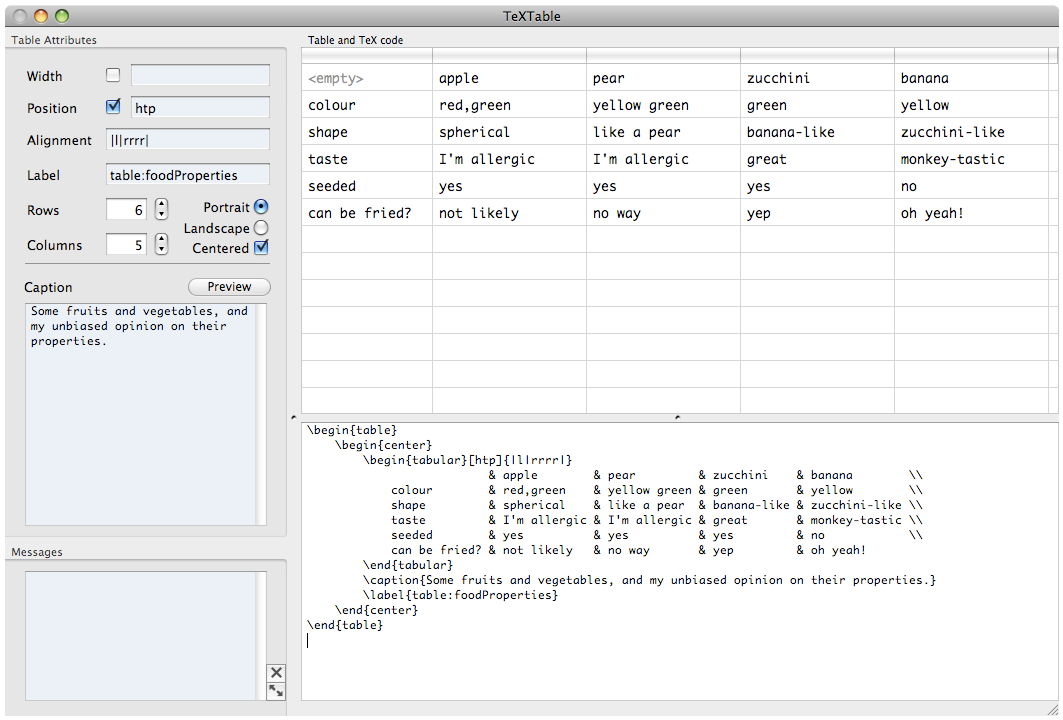 TeXTable
Table Attributes
Width
Position htp
Alignment |l|rrrr|
Label table:foodProperties
Rows 6 Portrait
Landscape
Columns 5 Centered
Caption Preview
Some fruits and vegetables, and
my unbiased opinion on their
properties.
Messages
Table and TeX code
<empty> apple pear zucchini banana
colour red,green yellow green green yellow
shape spherical like a pear banana-like zucchini-like
taste I'm allergic I'm allergic great monkey-tastic
seeded yes yes yes no
can be fried? not likely no way yep oh yeah!
\begin{table}
\begin{center}
\begin{tabular}[htp]{|l|rrrr|}
& apple & pear & zucchini & banana \\
colour & red,green & yellow green & green & yellow \\
shape & spherical & like a pear & banana-like & zucchini-like \\
taste & I'm allergic & I'm allergic & great & monkey-tastic \\
seeded & yes & yes & yes & no \\
can be fried? & not likely & no way & yep & oh yeah!
\end{tabular}
\caption{Some fruits and vegetables, and my unbiased opinion on their properties.}
\label{table:foodProperties}
\end{center}
\end{table}